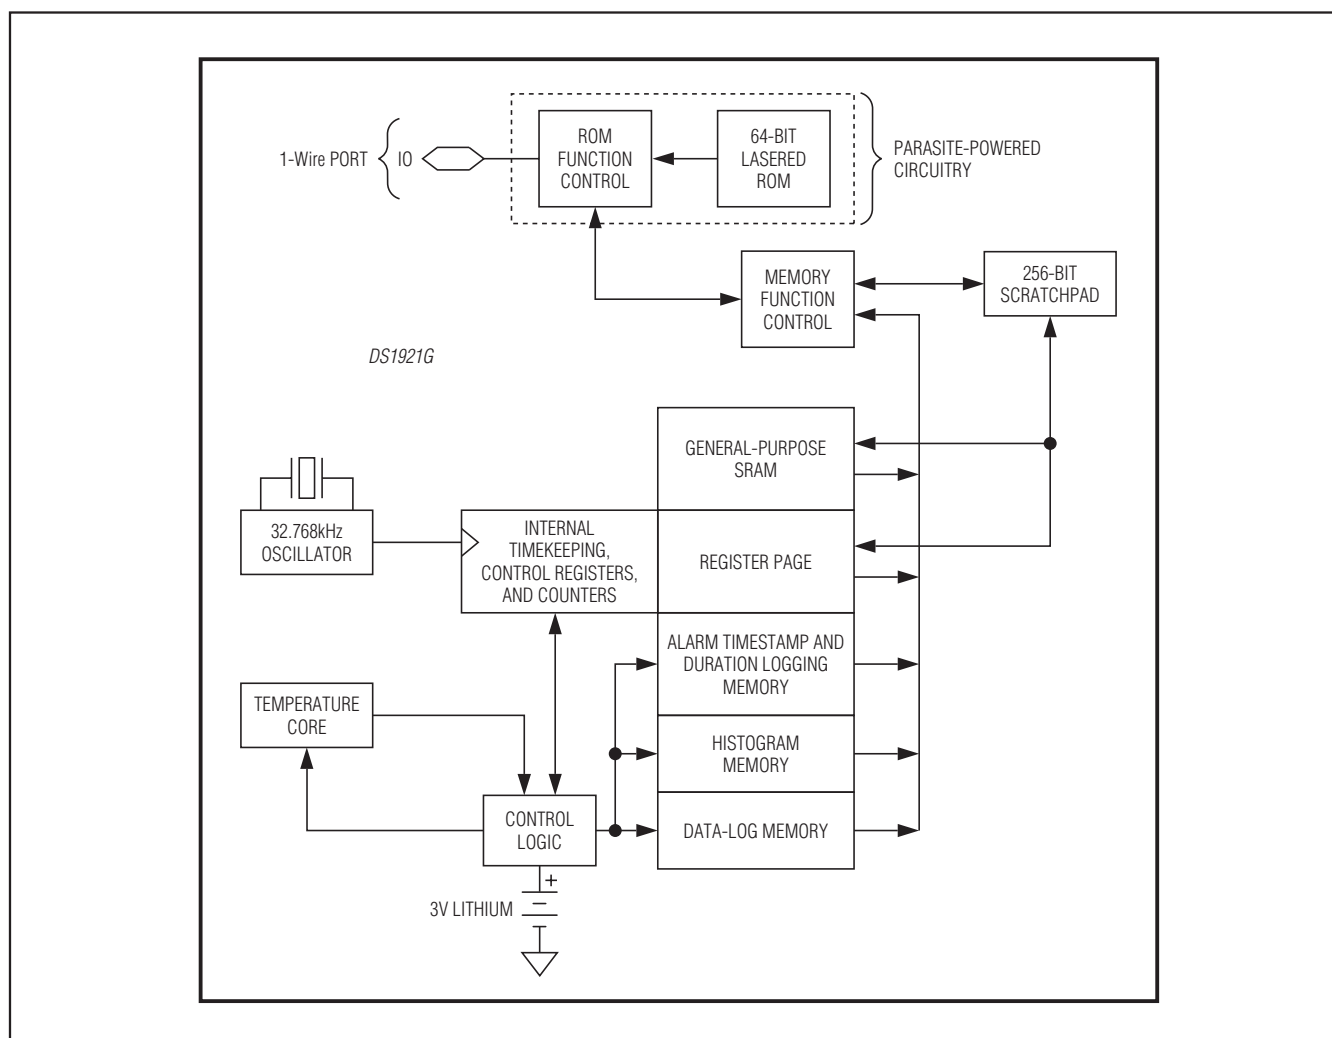 ROM
FUNCTION
CONTROL
64-BIT
LASERED
ROM
1-Wire PORT
IO
PARASITE-POWERED
CIRCUITRY
MEMORY
FUNCTION
CONTROL
256-BIT
SCRATCHPAD
DS1921G
GENERAL-PURPOSE
SRAM
32.768kHz
OSCILLATOR
INTERNAL
TIMEKEEPING,
CONTROL REGISTERS,
AND COUNTERS
REGISTER PAGE
ALARM TIMESTAMP AND
DURATION LOGGING
MEMORY
TEMPERATURE
CORE
HISTOGRAM
MEMORY
CONTROL
LOGIC
DATA-LOG MEMORY
+
3V LITHIUM